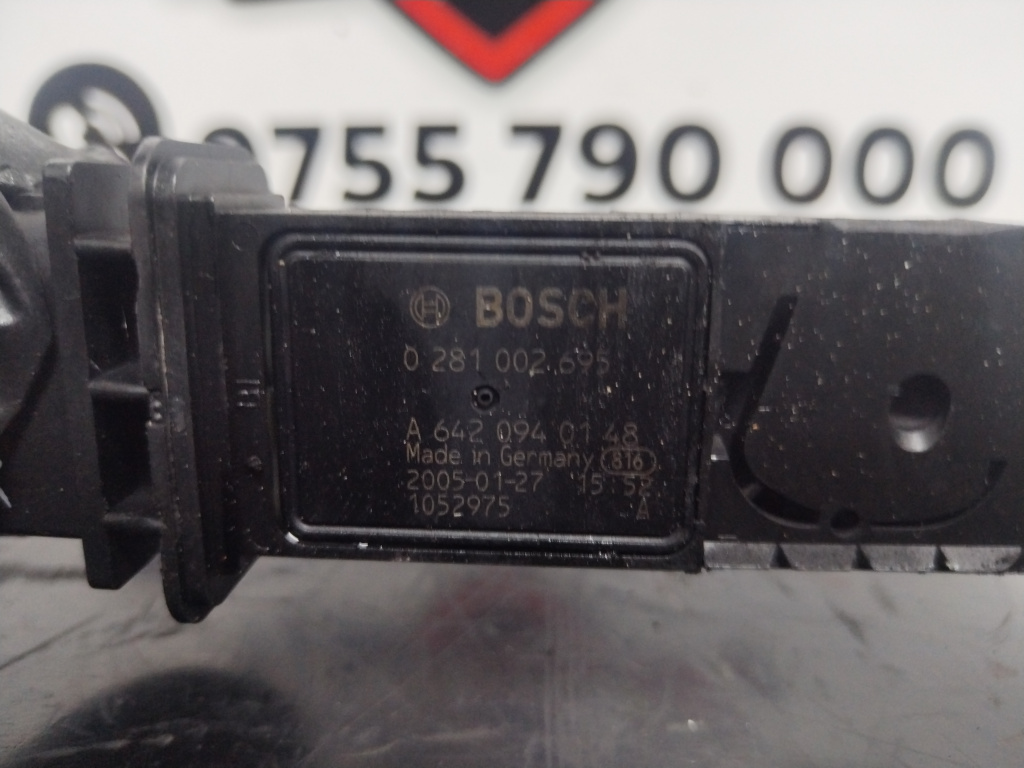 0755 790 000
BOSCH
0 281 002 695
A 642 094 01 48
Made in Germany 816
2005-01-27 15 52
1052975 A